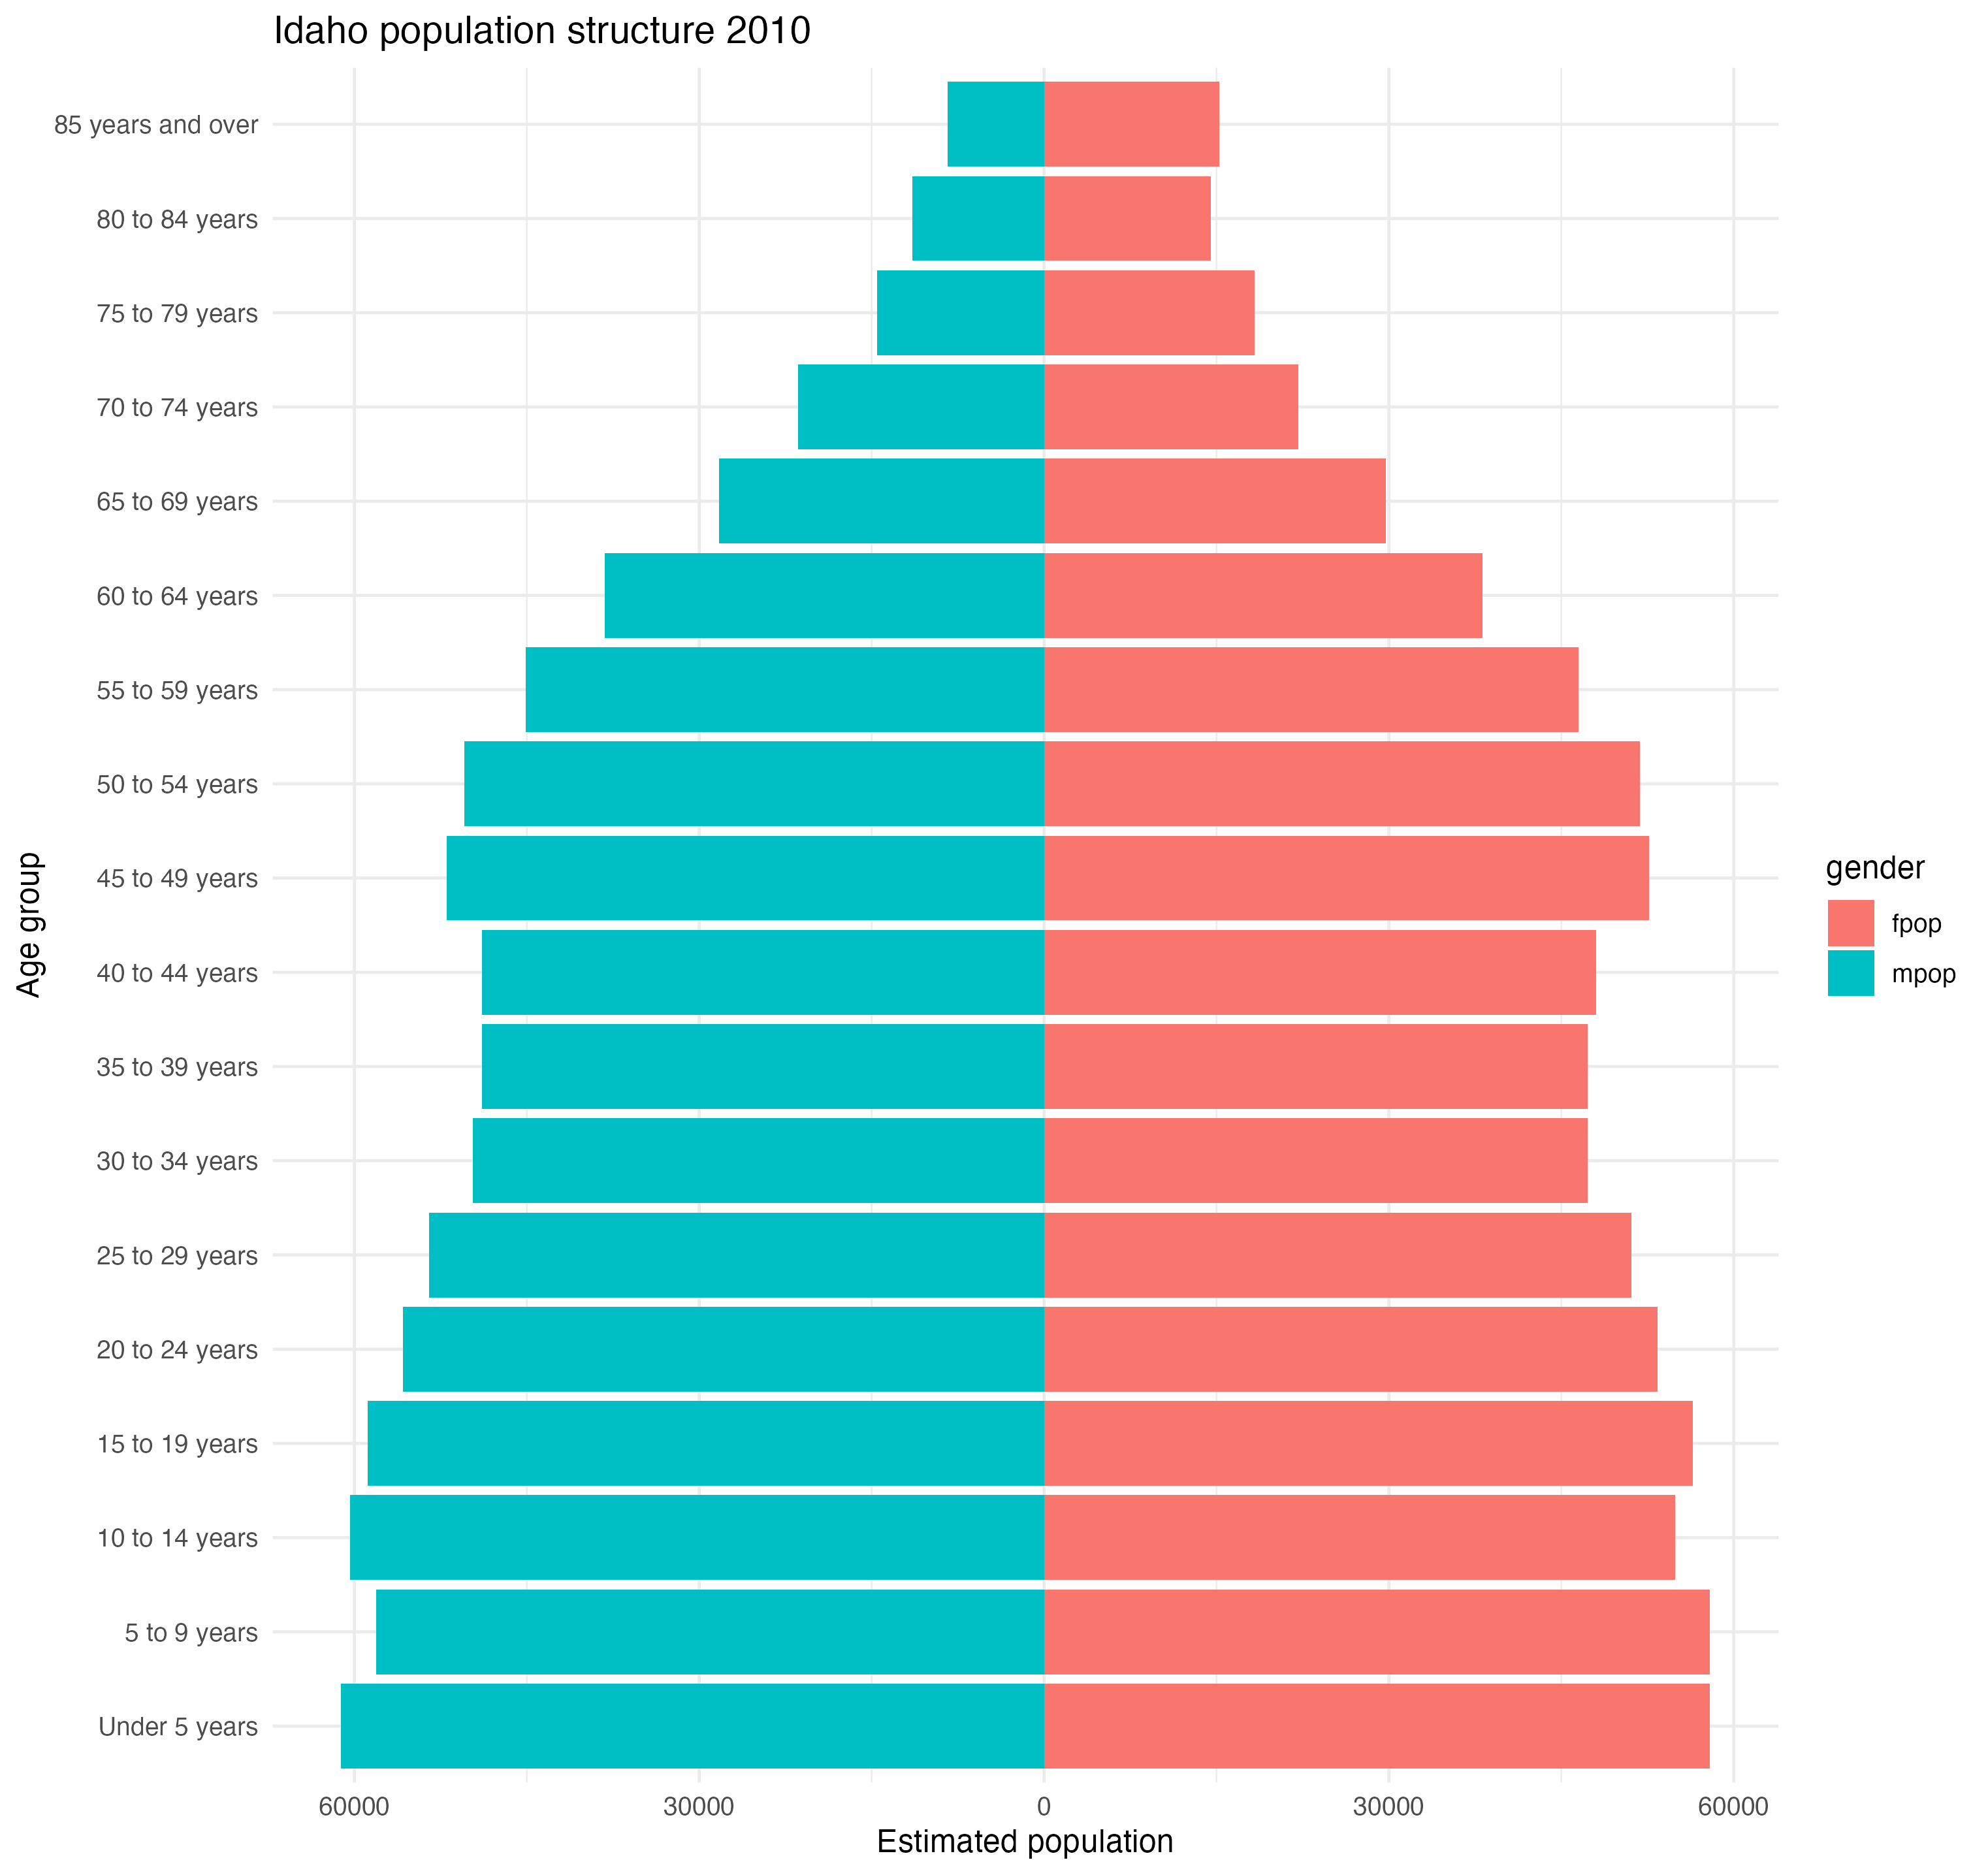 Idaho population structure 2010
85 years and over
80 to 84 years
75 to 79 years
70 to 74 years
65 to 69 years
60 to 64 years
55 to 59 years
50 to 54 years
45 to 49 years
40 to 44 years
35 to 39 years
30 to 34 years
25 to 29 years
20 to 24 years
15 to 19 years
10 to 14 years
5 to 9 years
Under 5 years
Age group
60000 30000 0 30000 60000
Estimated population
gender
fpop
mpop